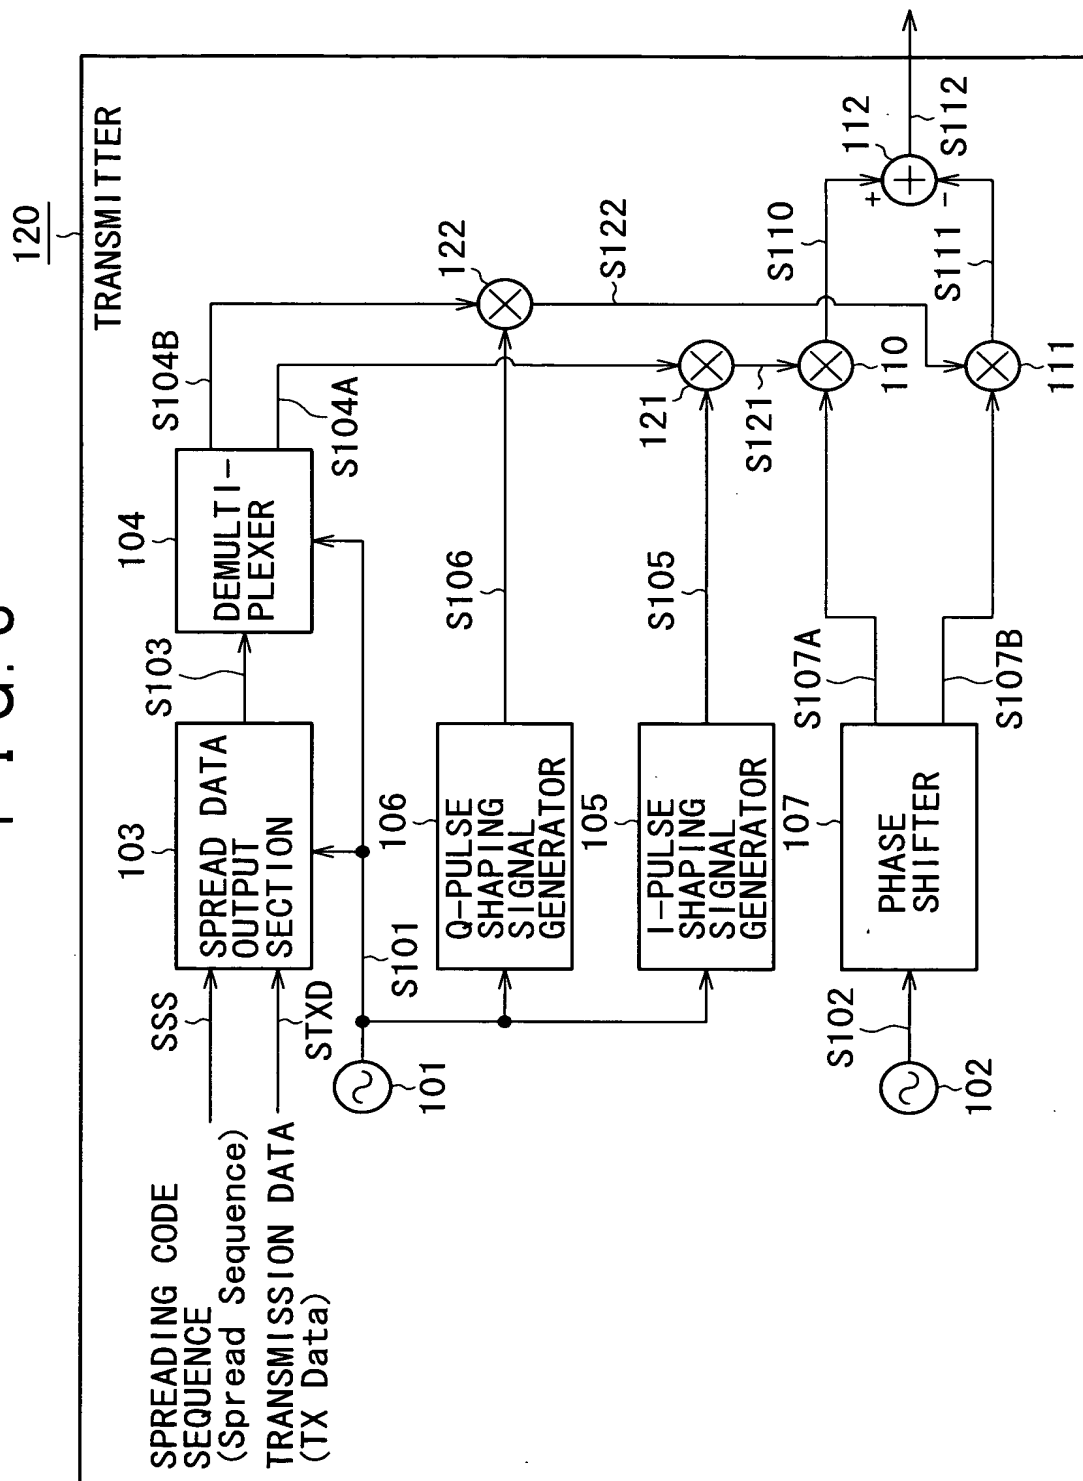 120
TRANSMITTER
SPREADING CODE
SEQUENCE
(Spread Sequence)
TRANSMISSION DATA
(TX Data)
SSS
STXD
103
SPREAD DATA
OUTPUT
SECTION
S103
104
DEMULTI-
PLEXER
S104B
S104A
101
S101
106
Q-PULSE
SHAPING
SIGNAL
GENERATOR
S106
122
S122
105
I-PULSE
SHAPING
SIGNAL
GENERATOR
S105
121
S121
102
S102
107
PHASE
SHIFTER
S107A
S107B
110
S110
111
S111
+
-
112
S112